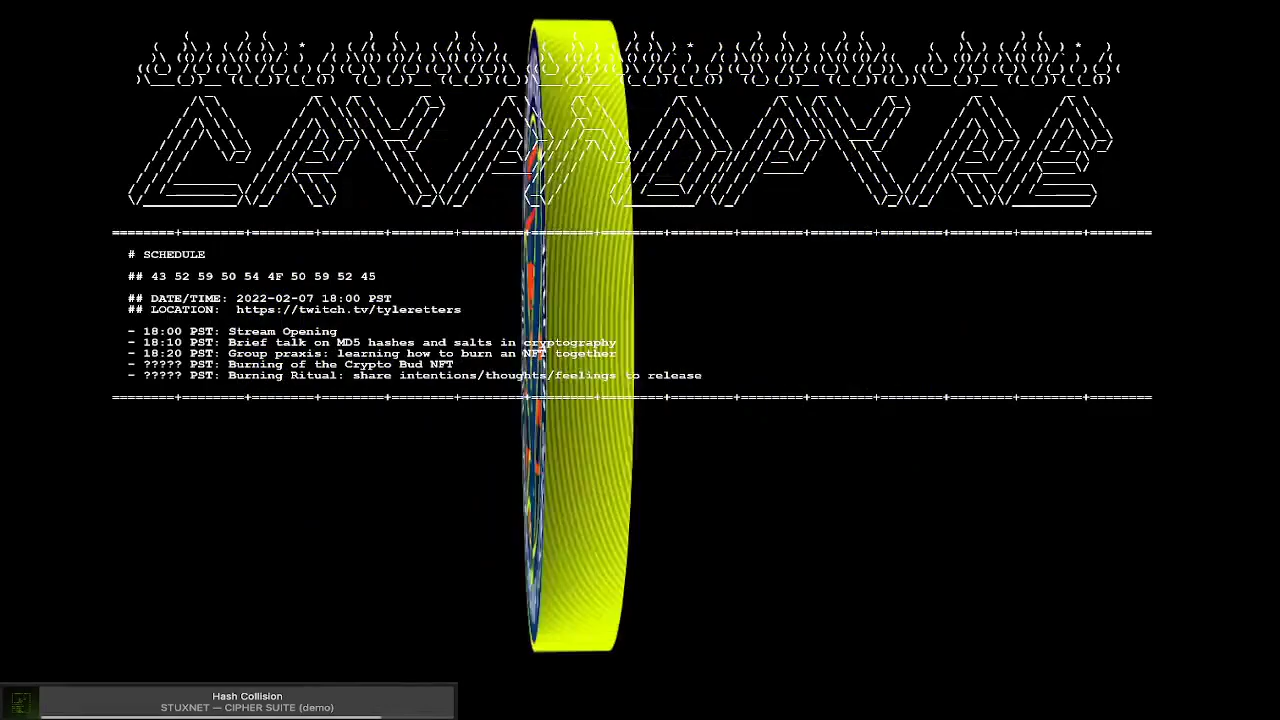 CRYPTOPYRE
# SCHEDULE
## 43 52 59 50 54 4F 50 59 52 45
## DATE/TIME: 2022-02-07 18:00 PST
## LOCATION: https://twitch.tv/tyleretters
- 18:00 PST: Stream Opening
- 18:10 PST: Brief talk on MD5 hashes and salts in cryptography
- 18:20 PST: Group praxis: learning how to burn an NFT together
- ????? PST: Burning of the Crypto Bud NFT
- ????? PST: Burning Ritual: share intentions/thoughts/feelings to release
Hash Collision
STUXNET — CIPHER SUITE (demo)